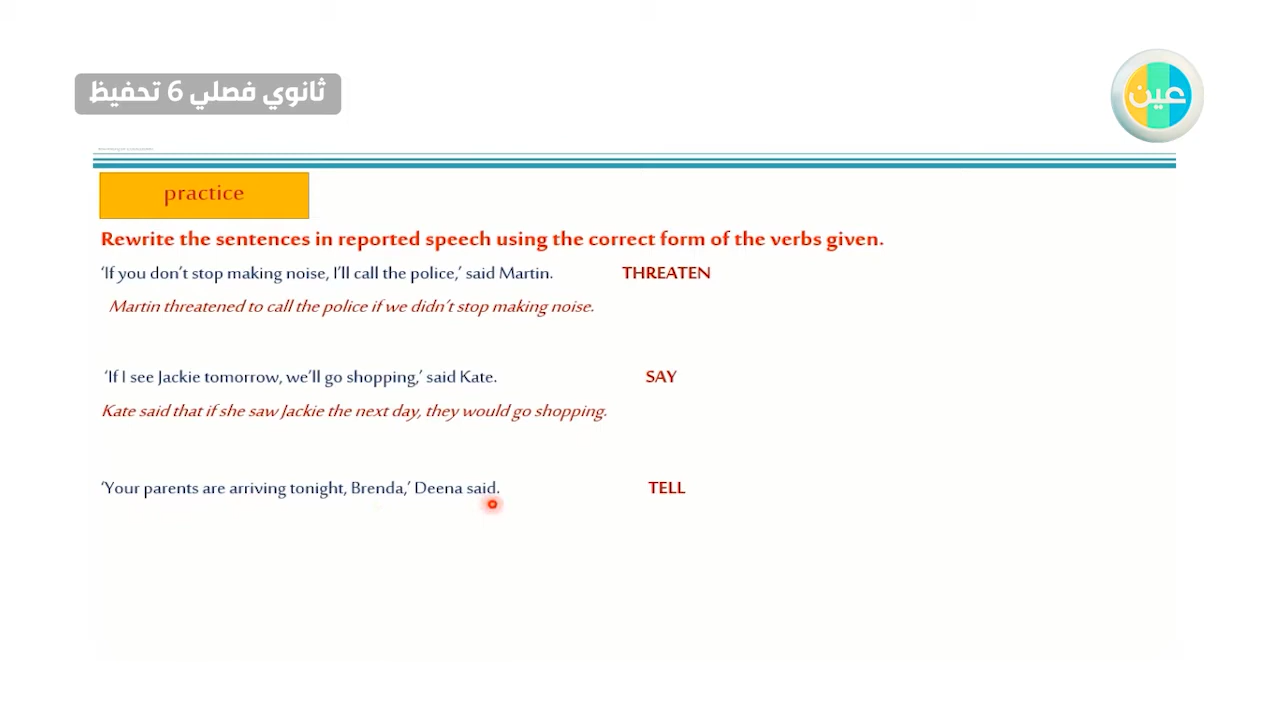 ثانوي فصلي 6 تحفيظ
عين
practice
Rewrite the sentences in reported speech using the correct form of the verbs given.
‘If you don’t stop making noise, I’ll call the police,’ said Martin. THREATEN
Martin threatened to call the police if we didn’t stop making noise.
‘If I see Jackie tomorrow, we’ll go shopping,’ said Kate. SAY
Kate said that if she saw Jackie the next day, they would go shopping.
‘Your parents are arriving tonight, Brenda,’ Deena said. TELL